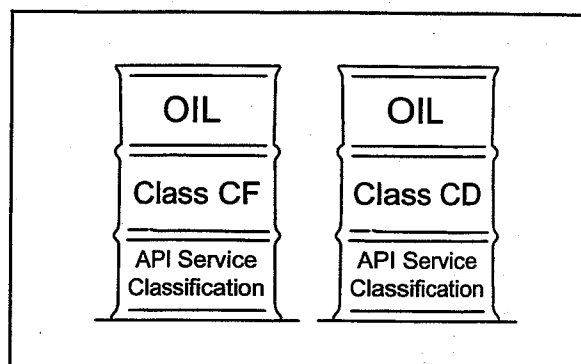 OIL
Class CF
API Service
Classification
OIL
Class CD
API Service
Classification